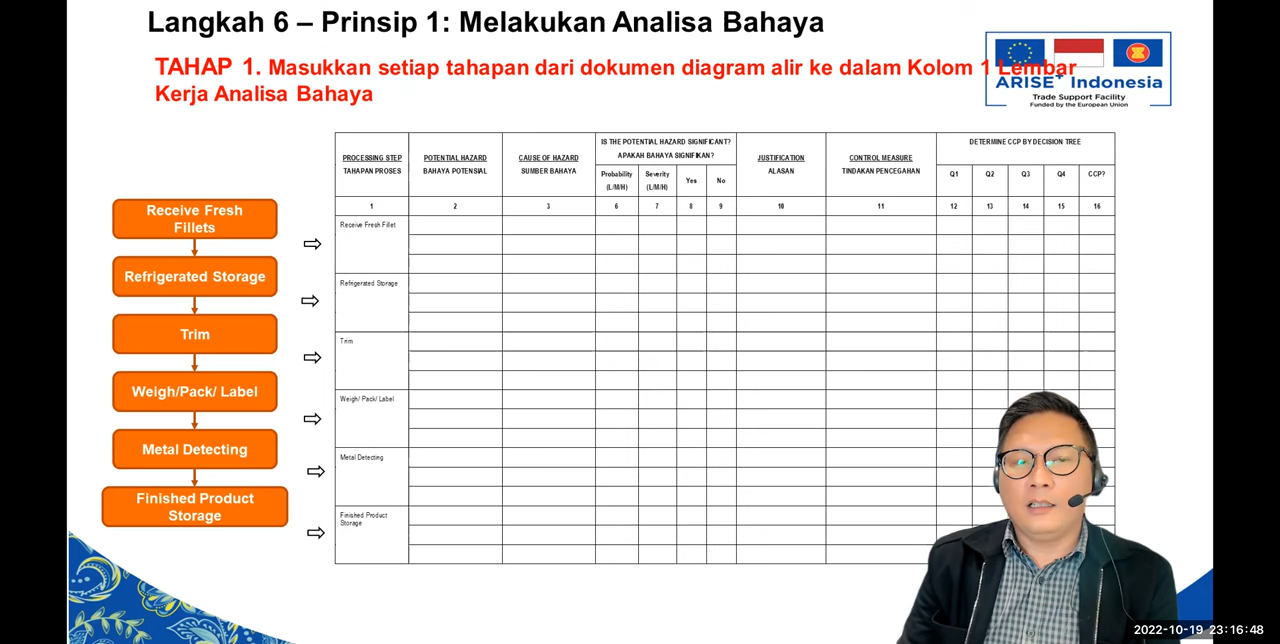 Langkah 6 – Prinsip 1: Melakukan Analisa Bahaya
TAHAP 1. Masukkan setiap tahapan dari dokumen diagram alir ke dalam Kolom 1 Lembar
Kerja Analisa Bahaya
ARISE+ Indonesia
Trade Support Facility
Funded by the European Union
Receive Fresh
Fillets
Refrigerated Storage
Trim
Weigh/Pack/ Label
Metal Detecting
Finished Product
Storage
PROCESSING STEP
TAHAPAN PROSES
POTENTIAL HAZARD
BAHAYA POTENSIAL
CAUSE OF HAZARD
SUMBER BAHAYA
IS THE POTENTIAL HAZARD SIGNIFICANT?
APAKAH BAHAYA SIGNIFIKAN?
Probability
(L/M/H)
Severity
(L/M/H)
Yes
No
JUSTIFICATION
ALASAN
CONTROL MEASURE
TINDAKAN PENCEGAHAN
DETERMINE CCP BY DECISION TREE
Q1 Q2 Q3 Q4 CCP?
1 2 3 6 7 8 9 10 11 12 13 14 15 16
Receive Fresh Fillet
Refrigerated Storage
Trim
Weigh/ Pack/ Label
Metal Detecting
Finished Product
Storage
2022-10-19 23:16:48